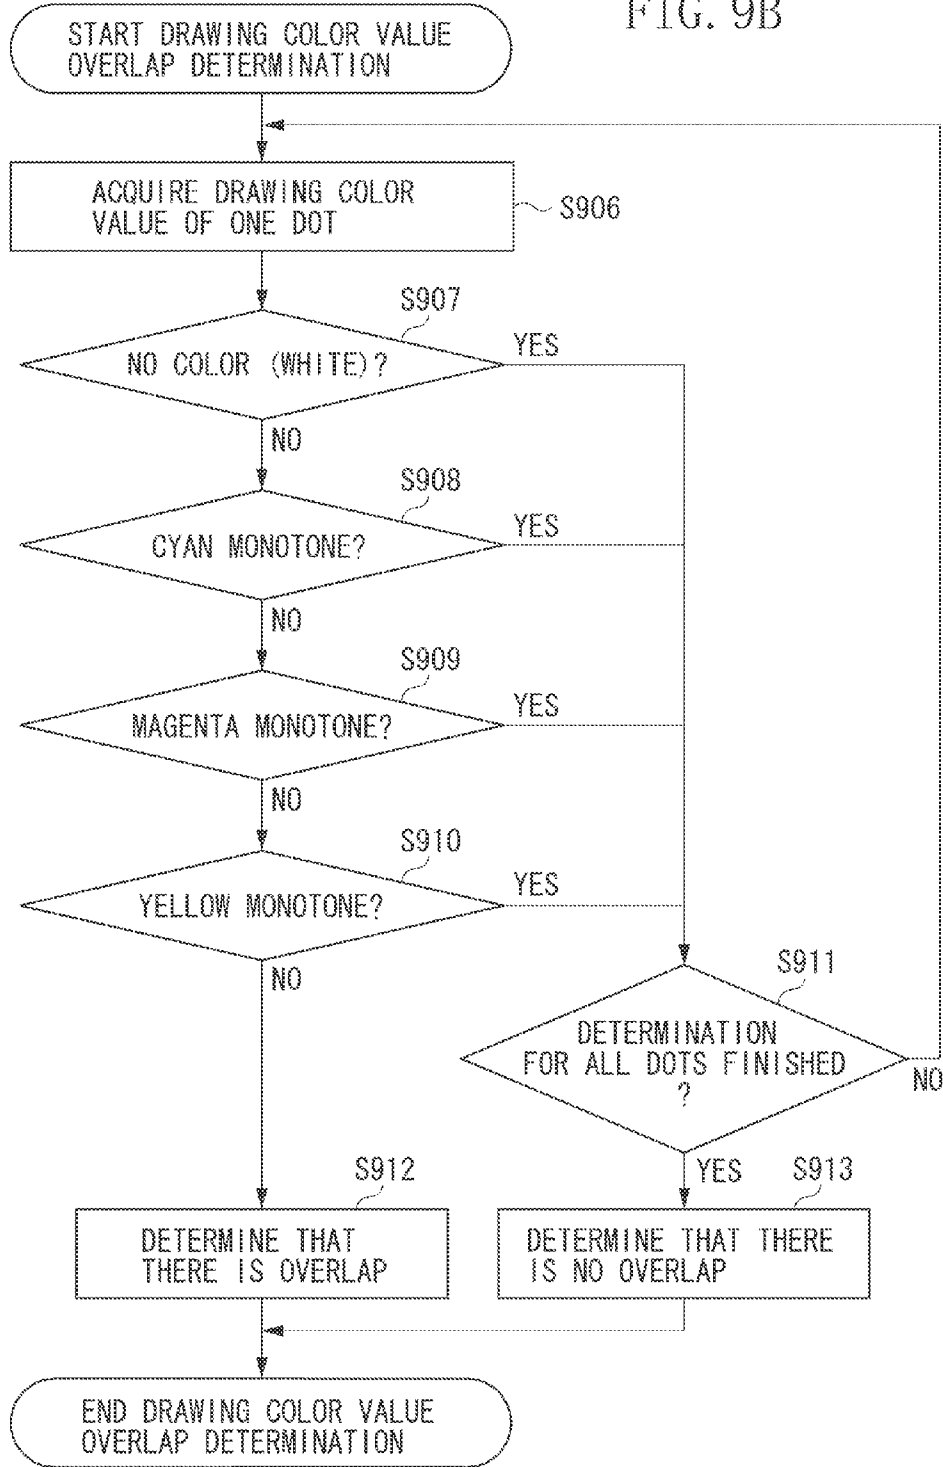 FIG. 9B
START DRAWING COLOR VALUE
OVERLAP DETERMINATION
ACQUIRE DRAWING COLOR
VALUE OF ONE DOT
S906
S907
NO COLOR (WHITE)?
YES
NO
S908
CYAN MONOTONE?
YES
NO
S909
MAGENTA MONOTONE?
YES
NO
S910
YELLOW MONOTONE?
YES
NO
S911
DETERMINATION
FOR ALL DOTS FINISHED
?
NO
YES
S912
DETERMINE THAT
THERE IS OVERLAP
S913
DETERMINE THAT THERE
IS NO OVERLAP
END DRAWING COLOR VALUE
OVERLAP DETERMINATION